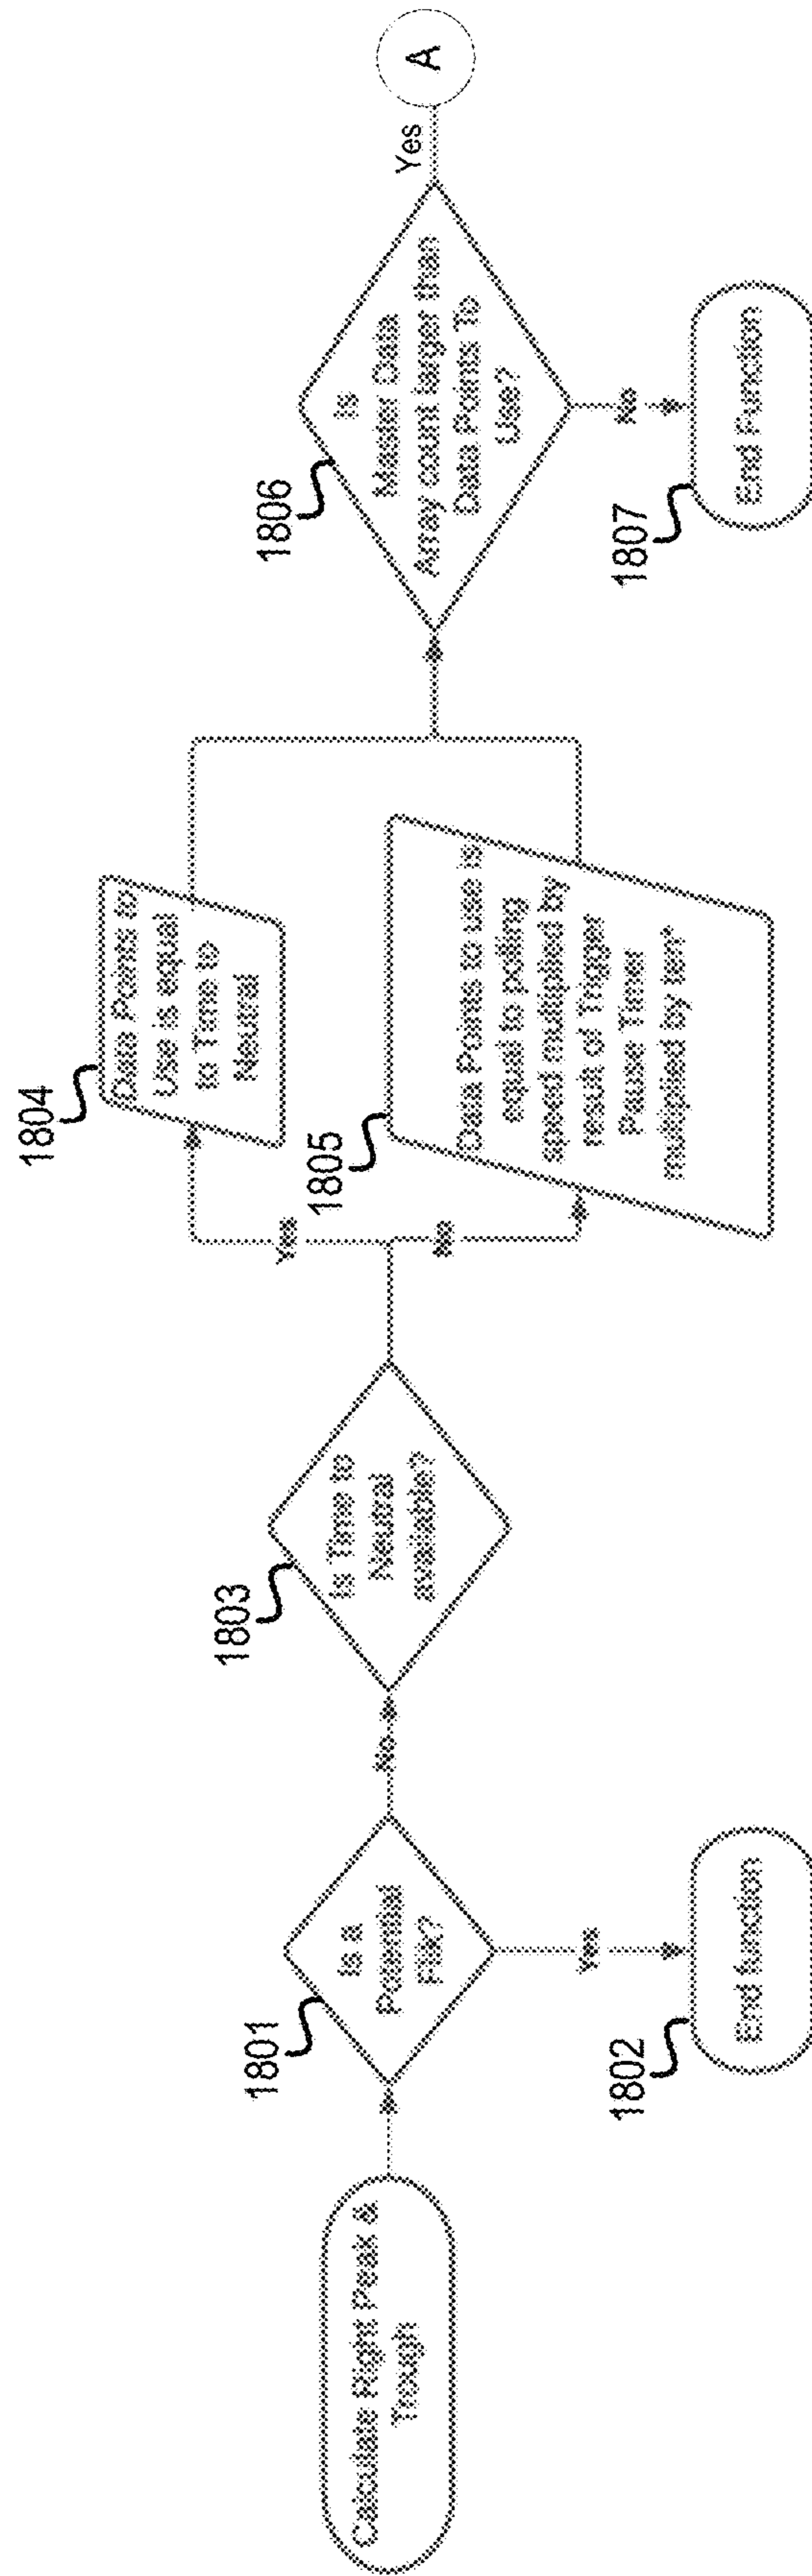 Calculate Right Peak &
Trough
1801
Is a
Potential
Flik?
No
Yes
1802
End function
1803
Is Time to
Neutral
available?
Yes
No
1804
Data Points to
Use is equal
to Time to
Neutral
1805
Data Points to use is
equal to polling
speed multiplied by
result of Trigger
Pause Timer
multiplied by ten*
1806
Is
Master Data
Array count larger than
Data Points To
Use?
Yes
A
No
1807
End Function